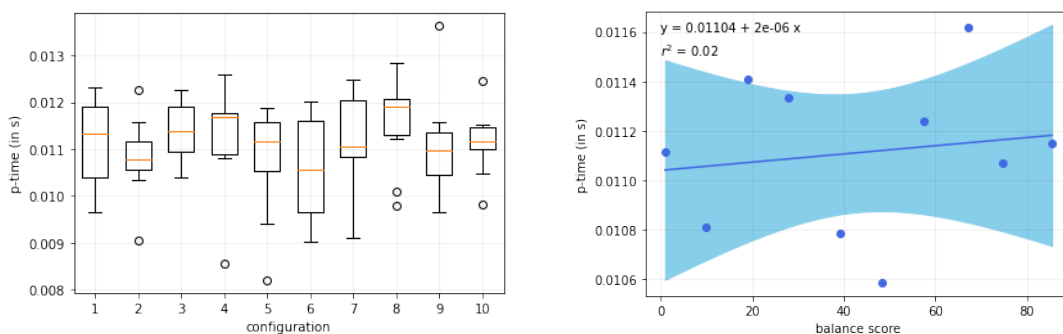 0.013
0.012
0.011
0.010
0.009
0.008
p-time (in s)
1 2 3 4 5 6 7 8 9 10
configuration
y = 0.01104 + 2e-06 x
r² = 0.02
0.0116
0.0114
0.0112
0.0110
0.0108
0.0106
p-time (in s)
0 20 40 60 80
balance score